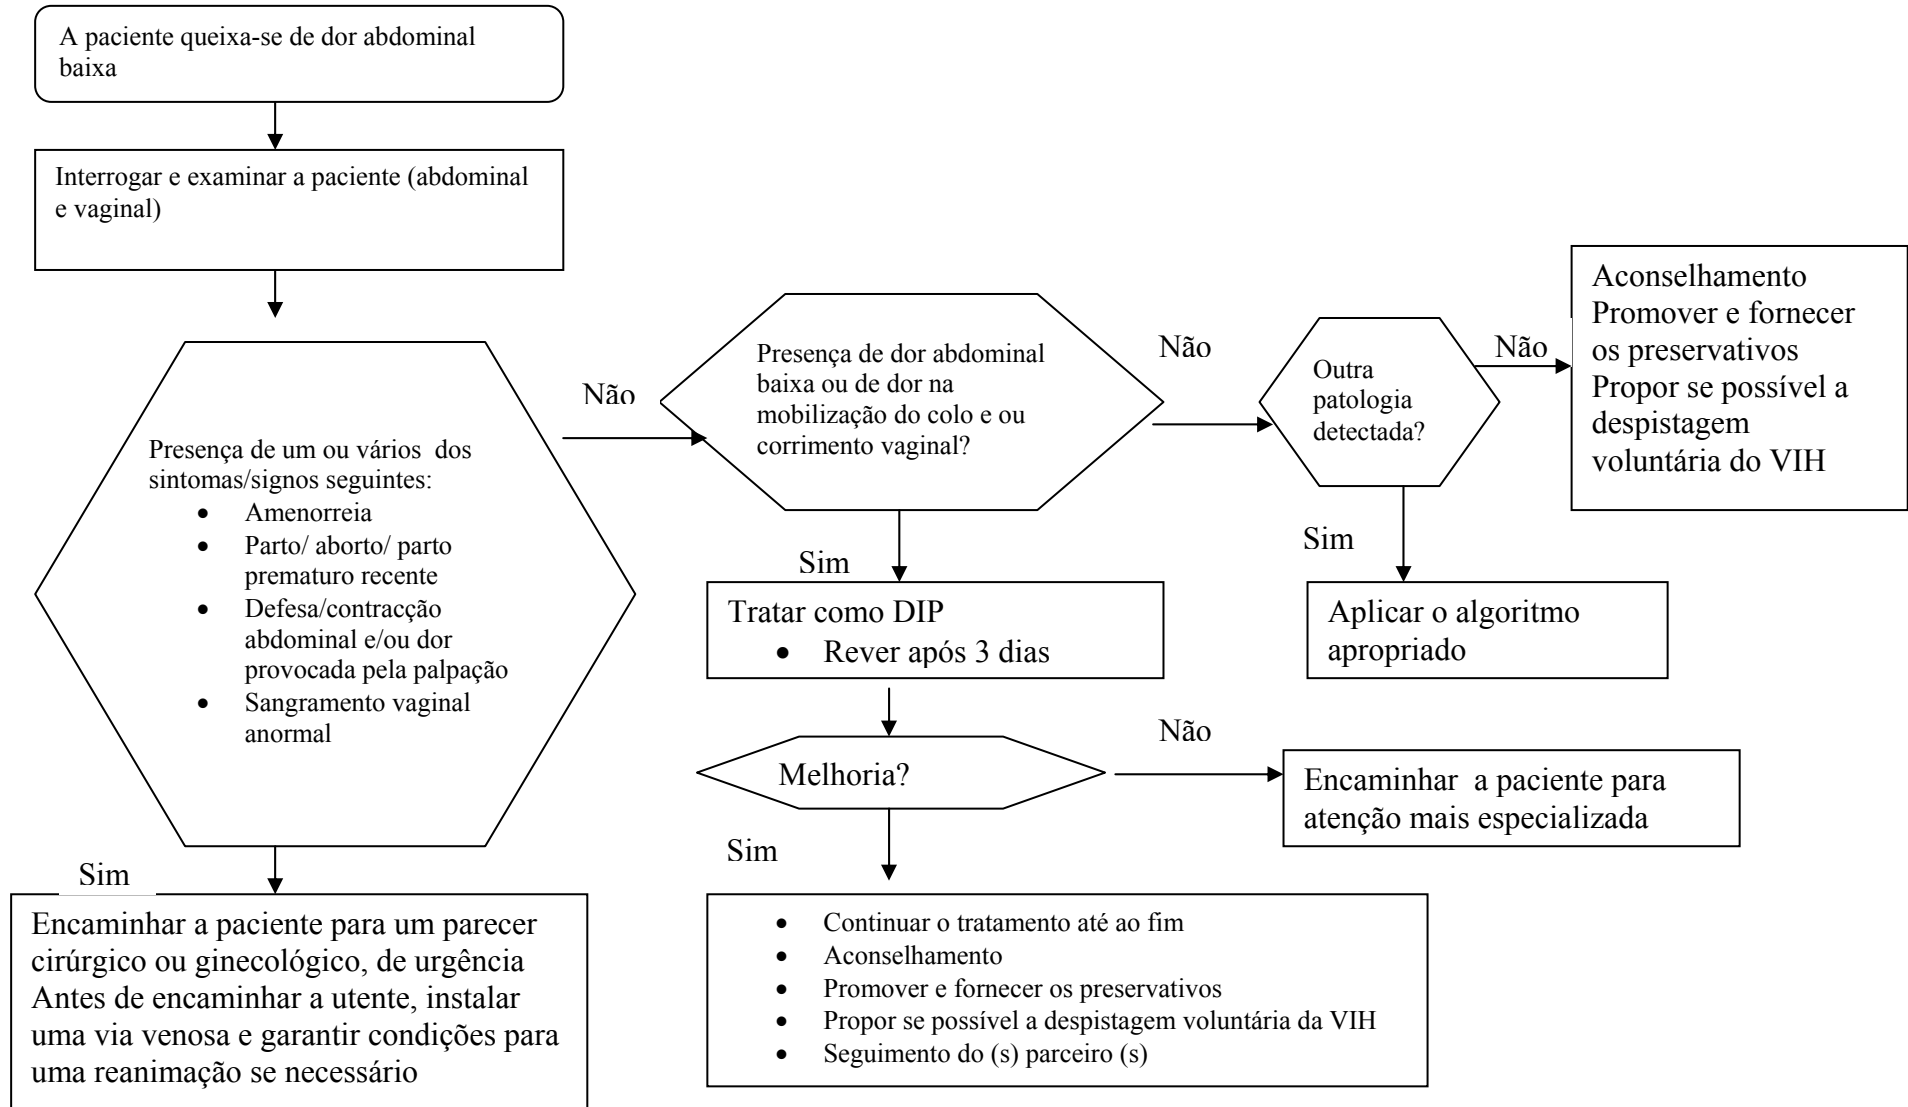 A paciente queixa-se de dor abdominal
baixa
Interrogar e examinar a paciente (abdominal
e vaginal)
Presença de um ou vários dos
sintomas/signos seguintes:
• Amenorreia
• Parto/ aborto/ parto
prematuro recente
• Defesa/contracção
abdominal e/ou dor
provocada pela palpação
• Sangramento vaginal
anormal
Sim
Encaminhar a paciente para um parecer
cirúrgico ou ginecológico, de urgência
Antes de encaminhar a utente, instalar
uma via venosa e garantir condições para
uma reanimação se necessário
Não
Presença de dor abdominal
baixa ou de dor na
mobilização do colo e ou
corrimento vaginal?
Sim
Tratar como DIP
• Rever após 3 dias
Melhoria?
Não
Encaminhar a paciente para
atenção mais especializada
Sim
• Continuar o tratamento até ao fim
• Aconselhamento
• Promover e fornecer os preservativos
• Propor se possível a despistagem voluntária da VIH
• Seguimento do (s) parceiro (s)
Não
Outra
patologia
detectada?
Sim
Aplicar o algoritmo
apropriado
Não
Aconselhamento
Promover e fornecer
os preservativos
Propor se possível a
despistagem
voluntária do VIH